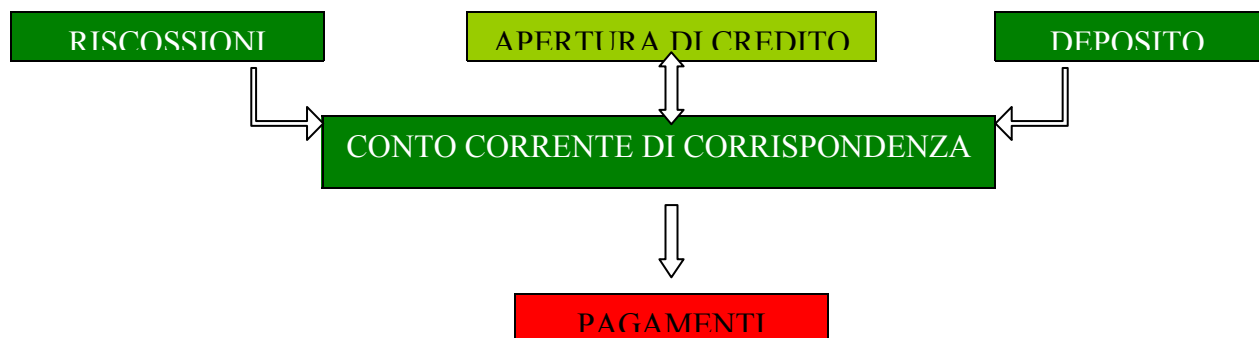 RISCOSSIONI
APERTURA DI CREDITO
DEPOSITO
CONTO CORRENTE DI CORRISPONDENZA
PAGAMENTI